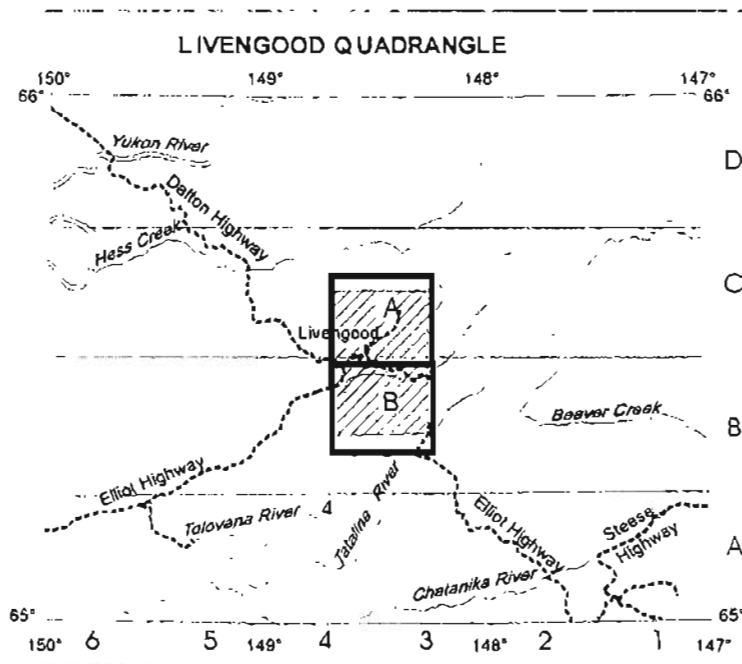 LIVENGOOD QUADRANGLE
150° 149° 148° 147°
66° 66°
Yukon River
D
Dalton Highway
Hess Creek
C
A
Livengood
B
Beaver Creek
B
Elliot Highway
4
Tolovana River
Tatalina River
Elliot Highway
Steese Highway
A
Chatanika River
65° 65°
150° 6 5 149° 4 3 148° 2 1 147°